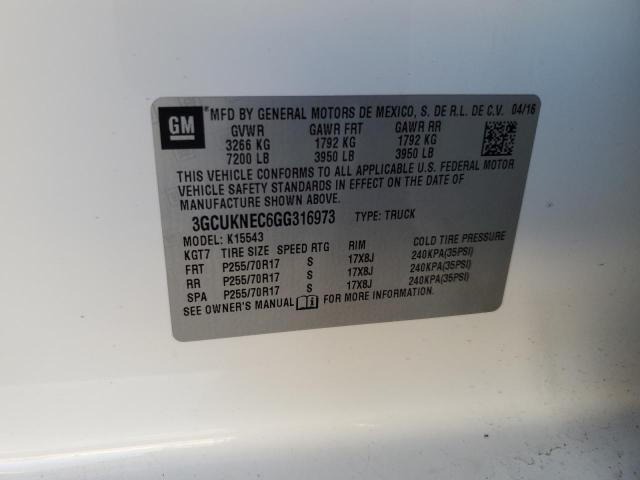 GM
*MFD BY GENERAL MOTORS DE MEXICO, S. DE R.L. DE C.V. 04/16
GVWR GAWR FRT GAWR RR
3266 KG 1792 KG 1792 KG
7200 LB 3950 LB 3950 LB
THIS VEHICLE CONFORMS TO ALL APPLICABLE U.S. FEDERAL MOTOR
VEHICLE SAFETY STANDARDS IN EFFECT ON THE DATE OF
MANUFACTURE SHOWN ABOVE.
3GCUKNEC6GG316973 TYPE: TRUCK
MODEL: K15543
KGT7 TIRE SIZE SPEED RTG RIM COLD TIRE PRESSURE
FRT P255/70R17 S 17X8J 240KPA(35PSI)
RR P255/70R17 S 17X8J 240KPA(35PSI)
SPA P255/70R17 S 17X8J 240KPA(35PSI)
SEE OWNER'S MANUAL FOR MORE INFORMATION.